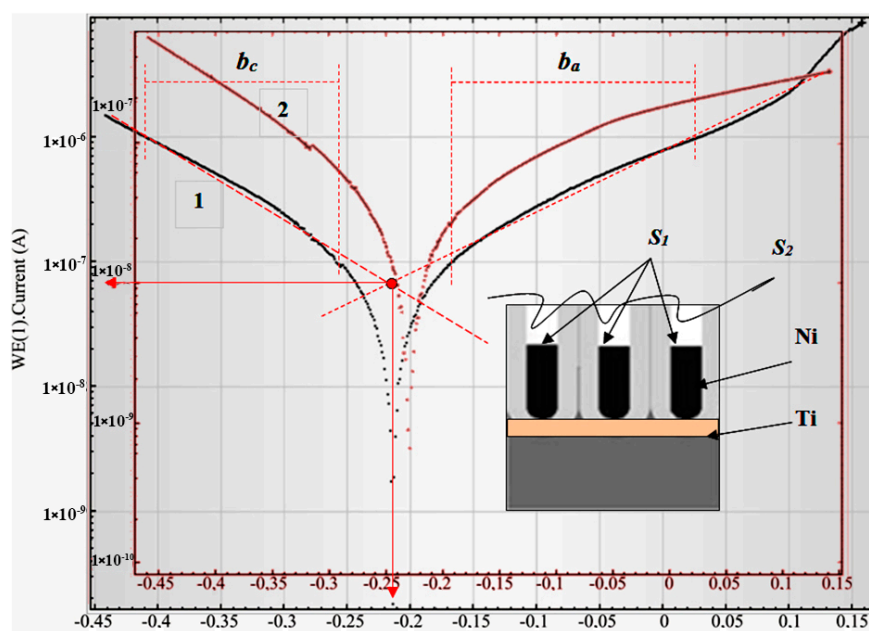 b_c
b_a
1×10⁻⁷
2
1×10⁻⁶
1
S_1
S_2
1×10⁻⁷
1×10⁻⁸
WE(1).Current (A)
Ni
1×10⁻⁸
1×10⁻⁹
Ti
1×10⁻⁹
1×10⁻¹⁰
-0.45 -0.4 -0.35 -0.3 -0.25 -0.2 -0.15 -0.1 -0.05 0 0.05 0.1 0.15
-0.45 -0.4 -0.35 -0.3 -0.25 -0.2 -0.15 -0.1 -0.05 0 0.05 0.1 0.15